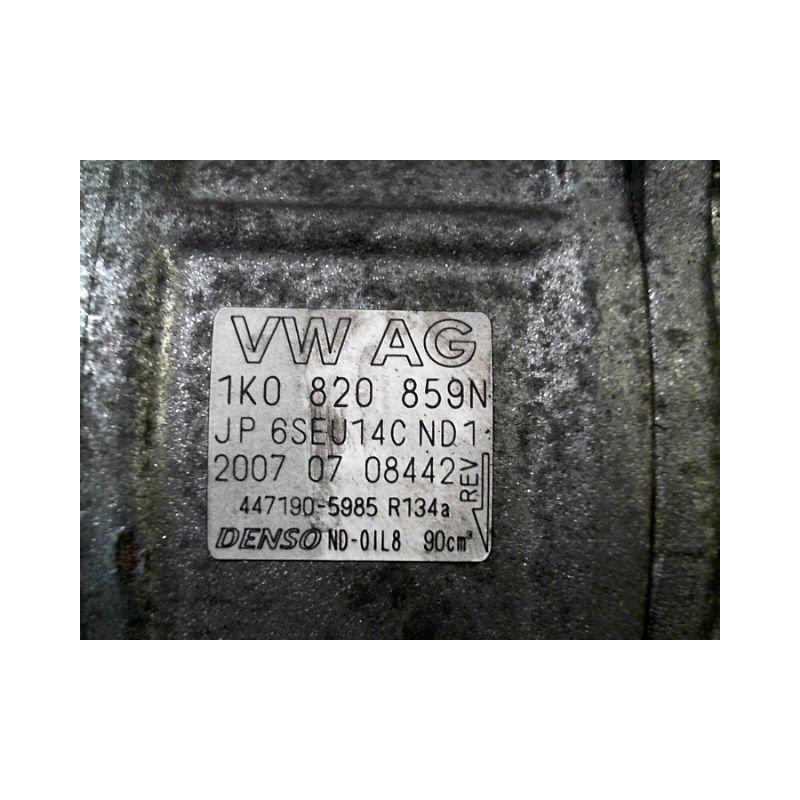 VW AG
1K0 820 859N
JP 6SEU14C ND1
2007 07 08442
REV
447190-5985 R134a
DENSO ND-OIL8 90cm³